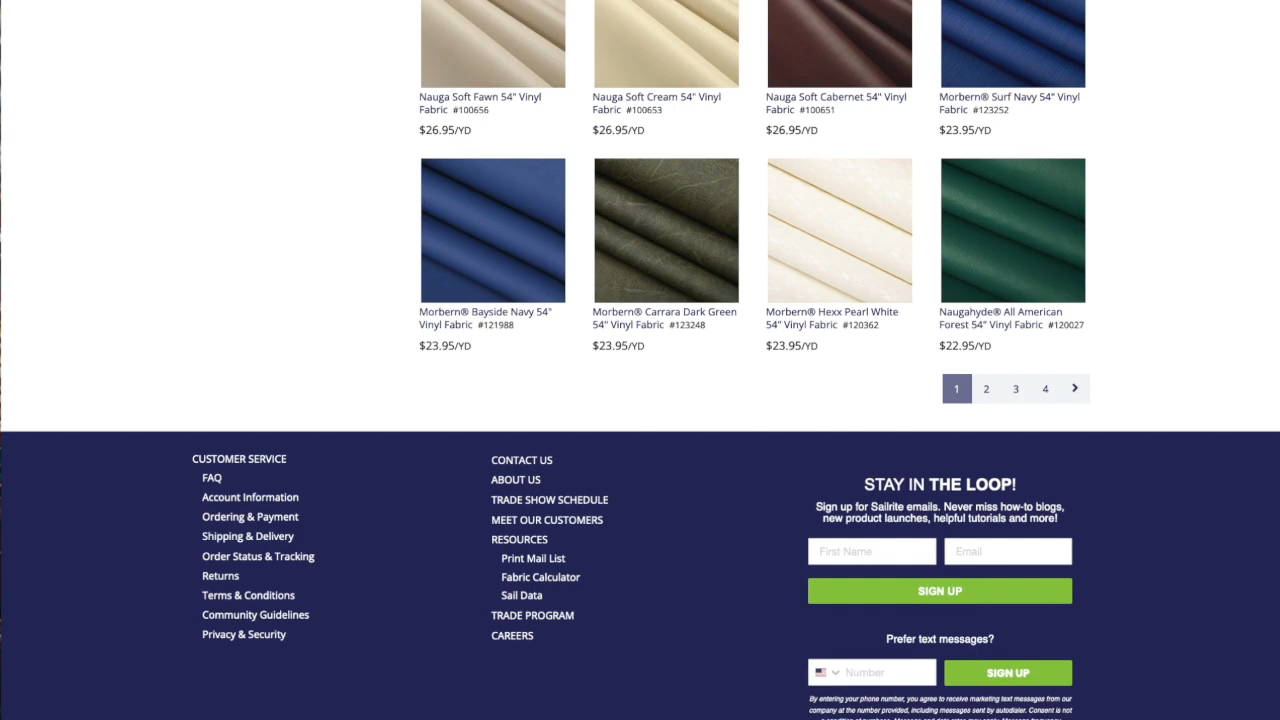 Nauga Soft Fawn 54" Vinyl
Fabric #100656
$26.95/YD
Nauga Soft Cream 54" Vinyl
Fabric #100653
$26.95/YD
Nauga Soft Cabernet 54" Vinyl
Fabric #100651
$26.95/YD
Morbern® Surf Navy 54" Vinyl
Fabric #123252
$23.95/YD
Morbern® Bayside Navy 54"
Vinyl Fabric #121988
$23.95/YD
Morbern® Carrara Dark Green
54" Vinyl Fabric #123248
$23.95/YD
Morbern® Hexx Pearl White
54" Vinyl Fabric #120362
$23.95/YD
Naugahyde® All American
Forest 54" Vinyl Fabric #120027
$22.95/YD
1 2 3 4
CUSTOMER SERVICE
FAQ
Account Information
Ordering & Payment
Shipping & Delivery
Order Status & Tracking
Returns
Terms & Conditions
Community Guidelines
Privacy & Security
CONTACT US
ABOUT US
TRADE SHOW SCHEDULE
MEET OUR CUSTOMERS
RESOURCES
Print Mail List
Fabric Calculator
Sail Data
TRADE PROGRAM
CAREERS
STAY IN THE LOOP!
Sign up for Sailrite emails. Never miss how-to blogs,
new product launches, helpful tutorials and more!
First Name
Email
SIGN UP
Prefer text messages?
Number
SIGN UP
By entering your phone number, you agree to receive marketing text messages from our
company at the number provided, including messages sent by autodialer. Consent is not